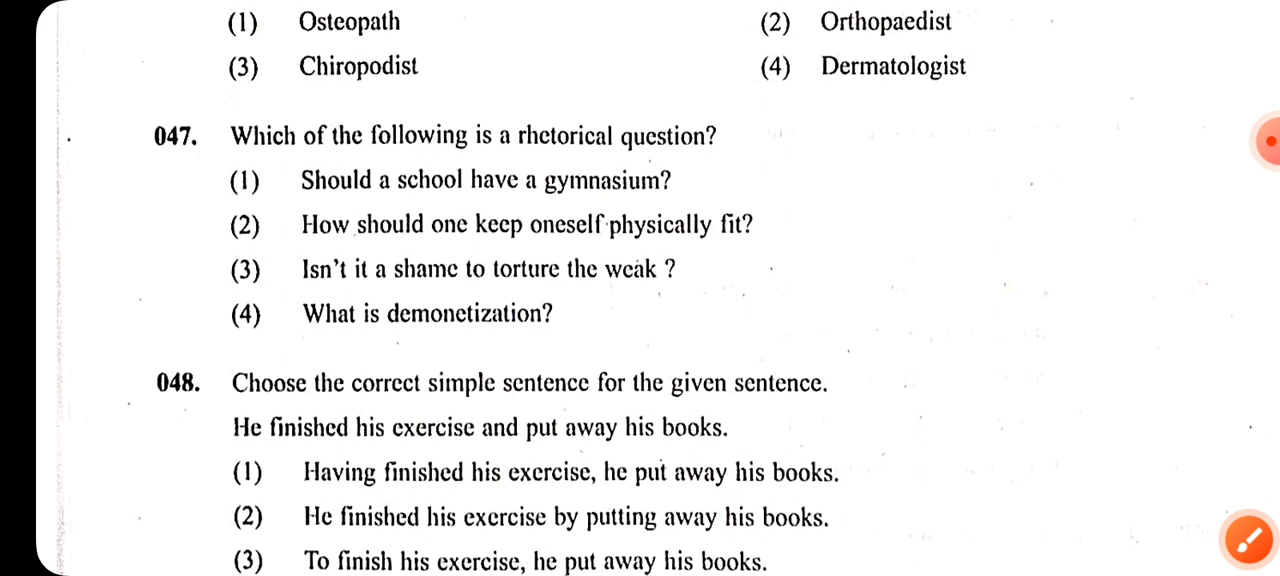 (1) Osteopath (2) Orthopaedist
(3) Chiropodist (4) Dermatologist
047. Which of the following is a rhetorical question?
(1) Should a school have a gymnasium?
(2) How should one keep oneself physically fit?
(3) Isn't it a shame to torture the weak ?
(4) What is demonetization?
048. Choose the correct simple sentence for the given sentence.
He finished his exercise and put away his books.
(1) Having finished his exercise, he put away his books.
(2) He finished his exercise by putting away his books.
(3) To finish his exercise, he put away his books.